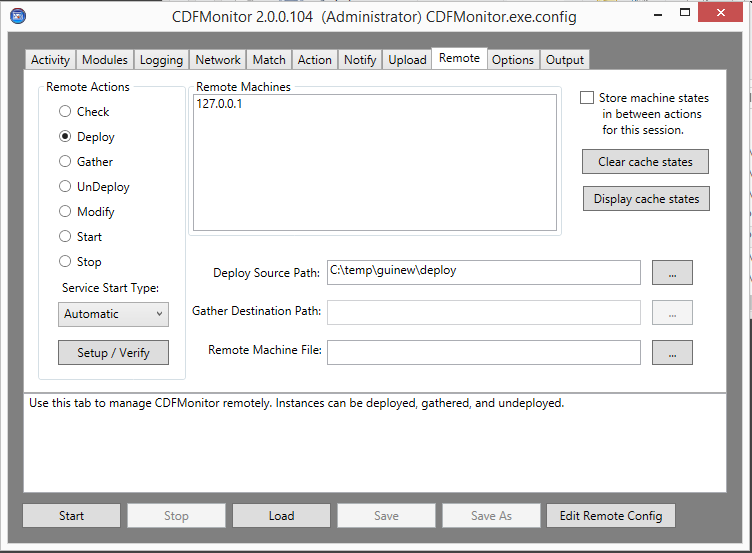 CDFMonitor 2.0.0.104 (Administrator) CDFMonitor.exe.config
Activity Modules Logging Network Match Action Notify Upload Remote Options Output
Remote Actions
Check
Deploy
Gather
UnDeploy
Modify
Start
Stop
Service Start Type:
Automatic
Setup / Verify
Remote Machines
127.0.0.1
Store machine states
in between actions
for this session.
Clear cache states
Display cache states
Deploy Source Path: C:\temp\guinew\deploy ...
Gather Destination Path: ...
Remote Machine File: ...
Use this tab to manage CDFMonitor remotely. Instances can be deployed, gathered, and undeployed.
Start Stop Load Save Save As Edit Remote Config